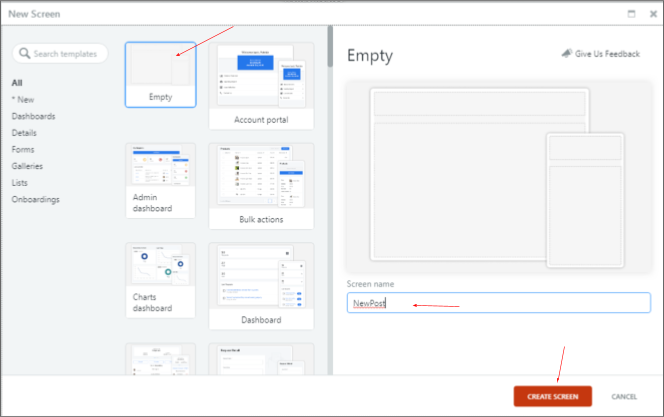 New Screen
Search templates
All
* New
Dashboards
Details
Forms
Galleries
Lists
Onboardings
Empty
Account portal
Admin
dashboard
Bulk actions
Charts
dashboard
Dashboard
Empty
Give Us Feedback
Screen name
NewPost
CREATE SCREEN
CANCEL